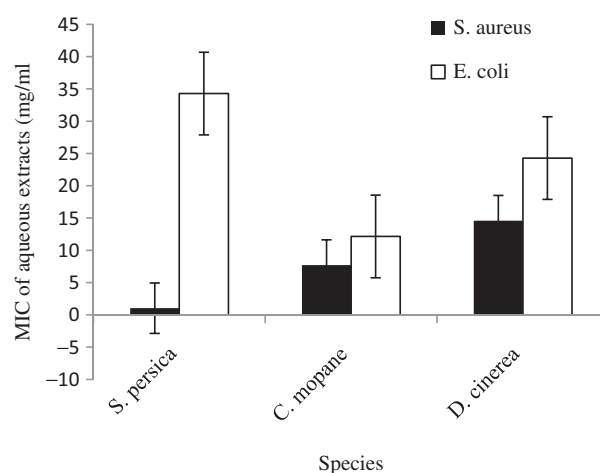 45
40
35
30
25
20
15
10
5
0
−5
−10
MIC of aqueous extracts (mg/ml
S. aureus
E. coli
S. persica
C. mopane
D. cinerea
Species